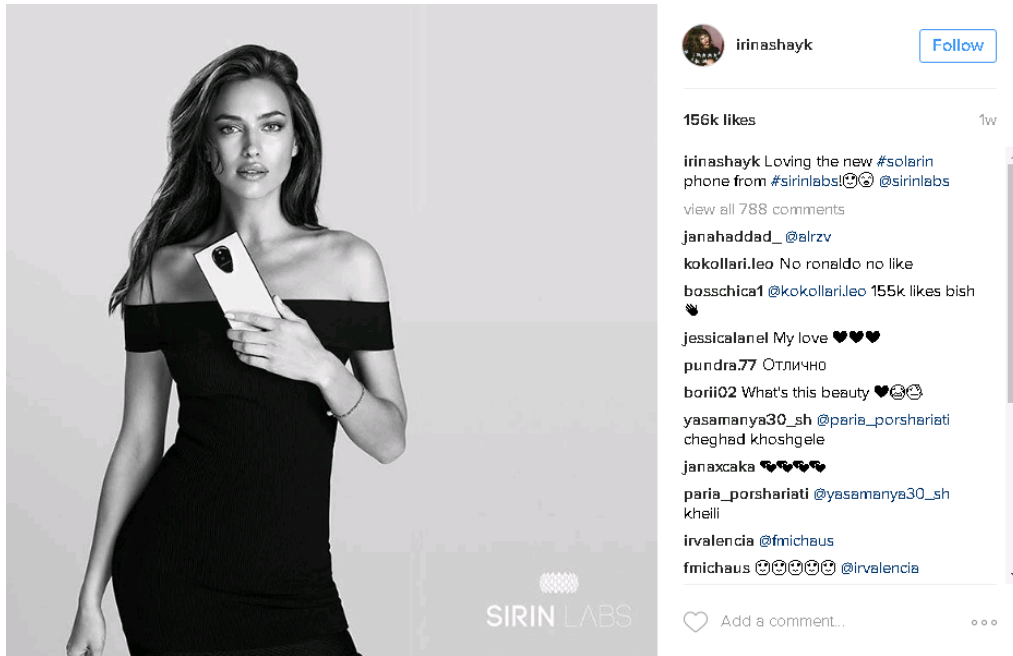 irinashayk
Follow
156k likes
1w
irinashayk Loving the new #solarin
phone from #sirinlabs! @sirinlabs
view all 788 comments
janahaddad_ @alrzv
kokollari.leo No ronaldo no like
bosschica1 @kokollari.leo 155k likes bish
jessicalanel My love
pundra.77 Отлично
borii02 What's this beauty
yasamanya30_sh @paria_porshariati
cheghad khoshgele
janaxcaka
paria_porshariati @yasamanya30_sh
kheili
irvalencia @fmichaus
fmichaus @irvalencia
Add a comment...
SIRIN LABS